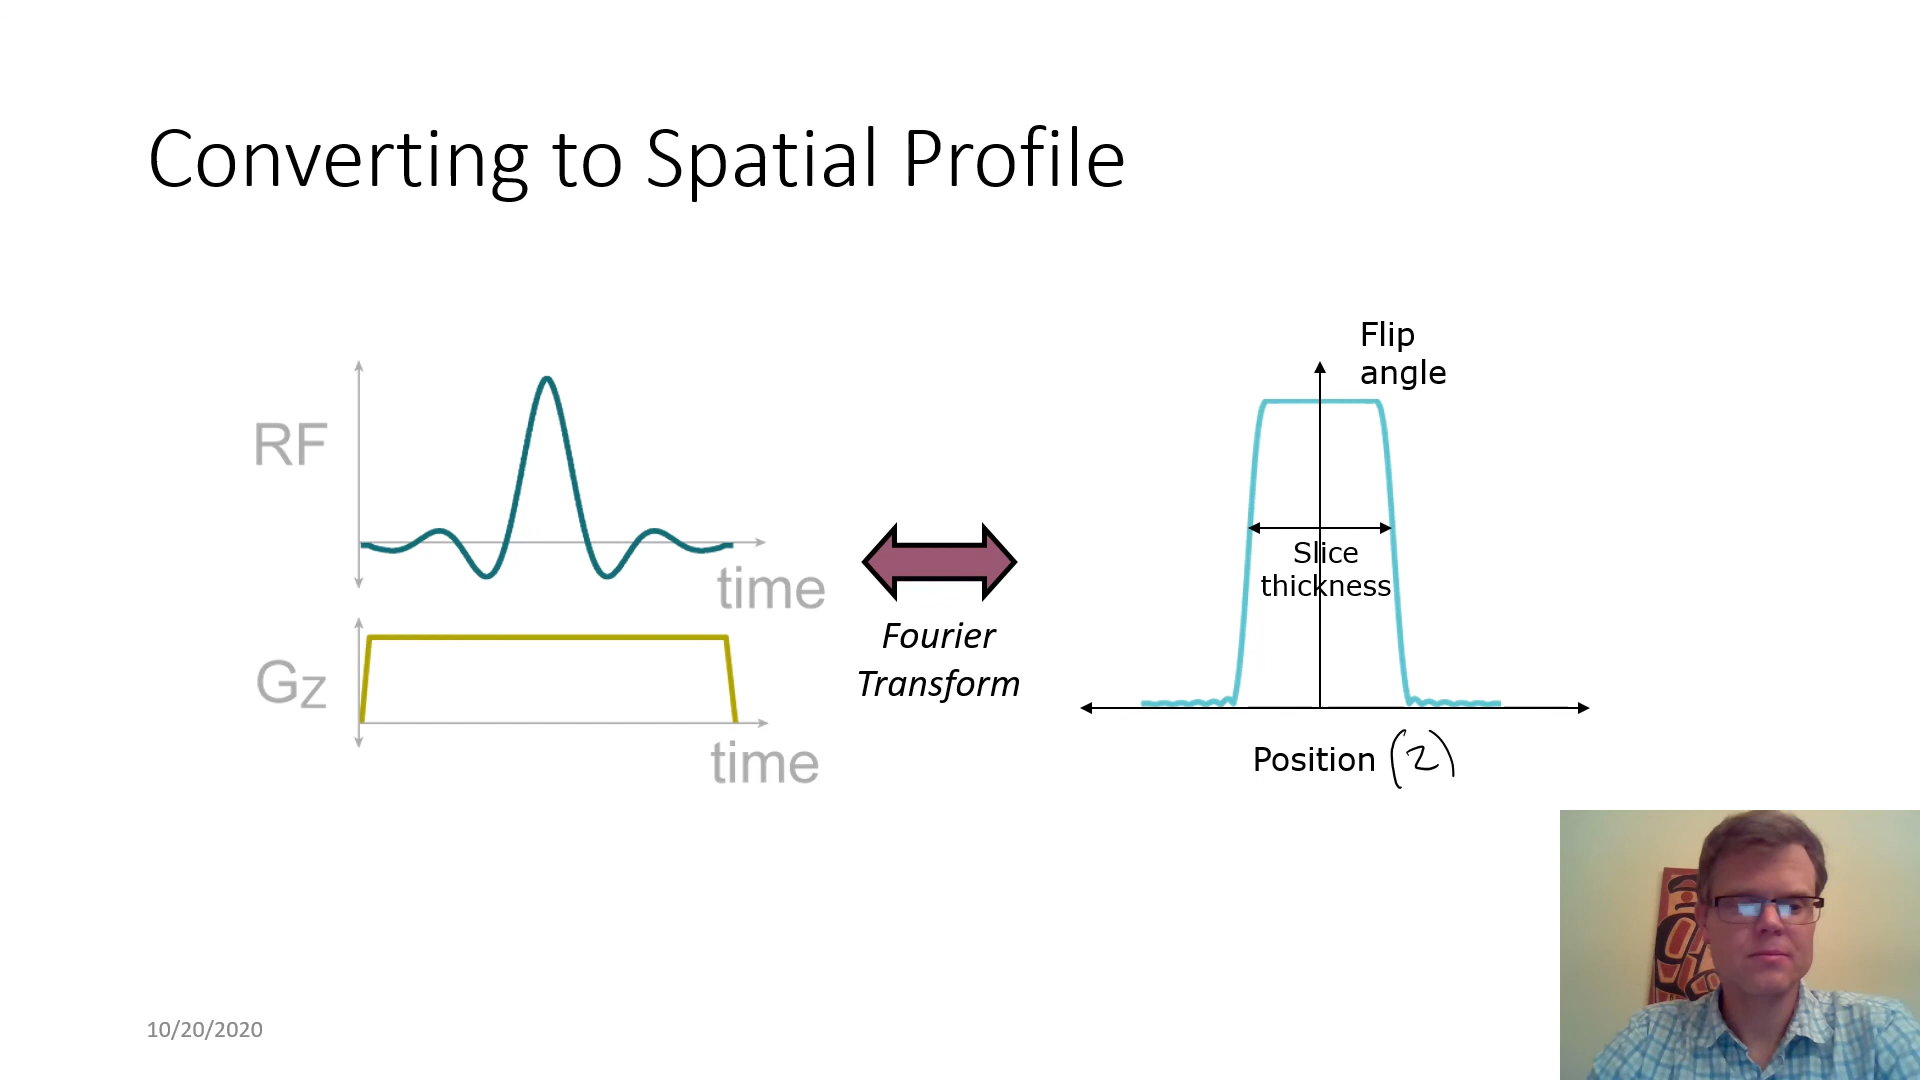 Converting to Spatial Profile
RF
time
Gz
time
Fourier
Transform
Flip
angle
Slice
thickness
Position (z)
10/20/2020